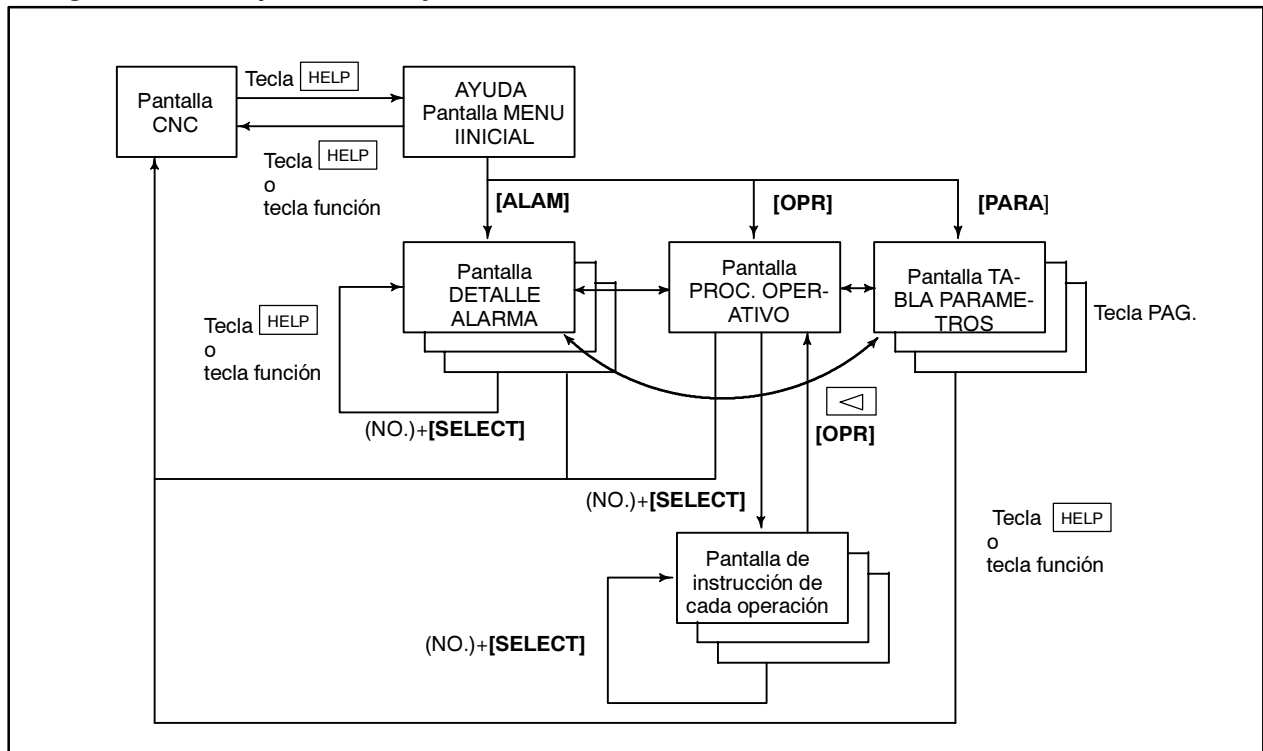 Tecla HELP
Pantalla
CNC
AYUDA
Pantalla MENU
IINICIAL
Tecla HELP
o
tecla función
[ALAM]
[OPR]
[PARA]
Pantalla
DETALLE
ALARMA
Pantalla
PROC. OPER-
ATIVO
Pantalla TA-
BLA PARAME-
TROS
Tecla PAG.
Tecla HELP
o
tecla función
(NO.)+[SELECT]
[OPR]
(NO.)+[SELECT]
Tecla HELP
o
tecla función
Pantalla de
instrucción de
cada operación
(NO.)+[SELECT]